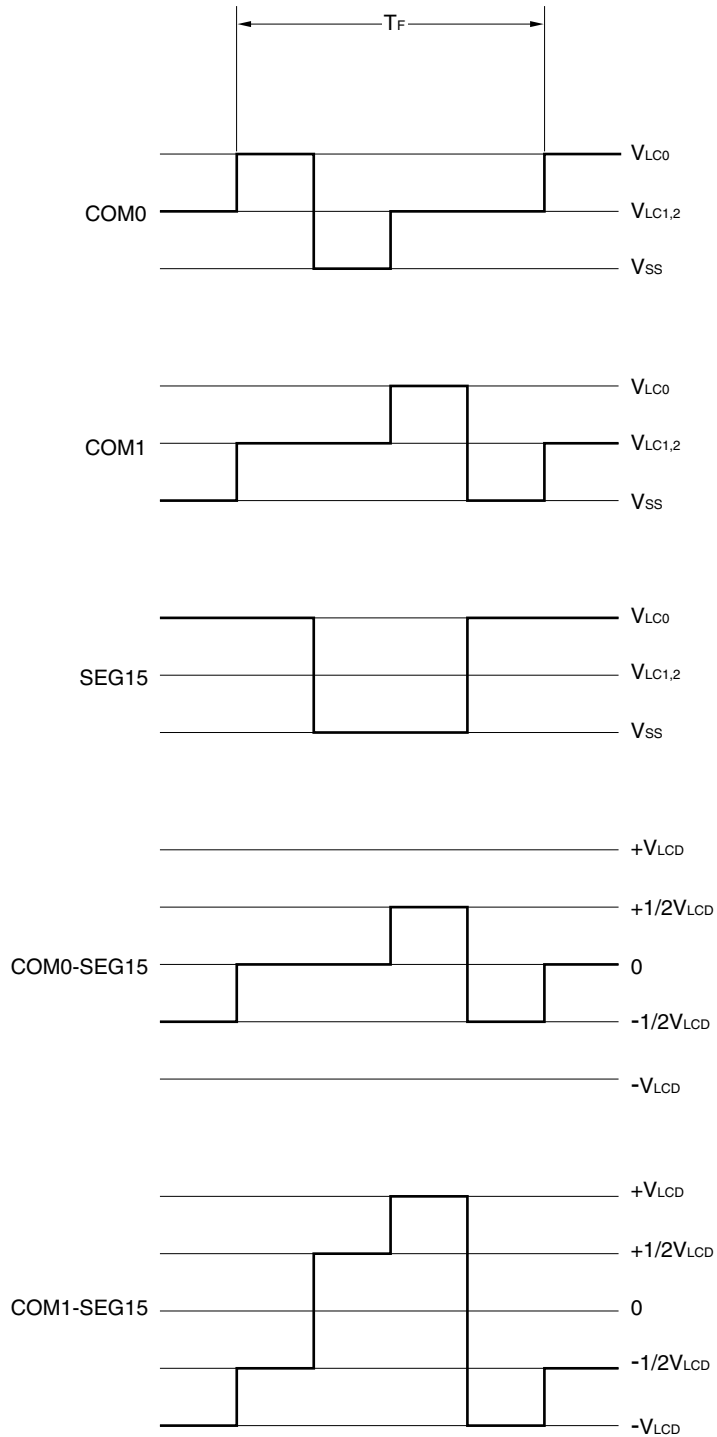 TF
VLC0
COM0
VLC1,2
VSS
VLC0
COM1
VLC1,2
VSS
VLC0
SEG15
VLC1,2
VSS
+VLCD
+1/2VLCD
COM0-SEG15
0
-1/2VLCD
-VLCD
+VLCD
+1/2VLCD
COM1-SEG15
0
-1/2VLCD
-VLCD